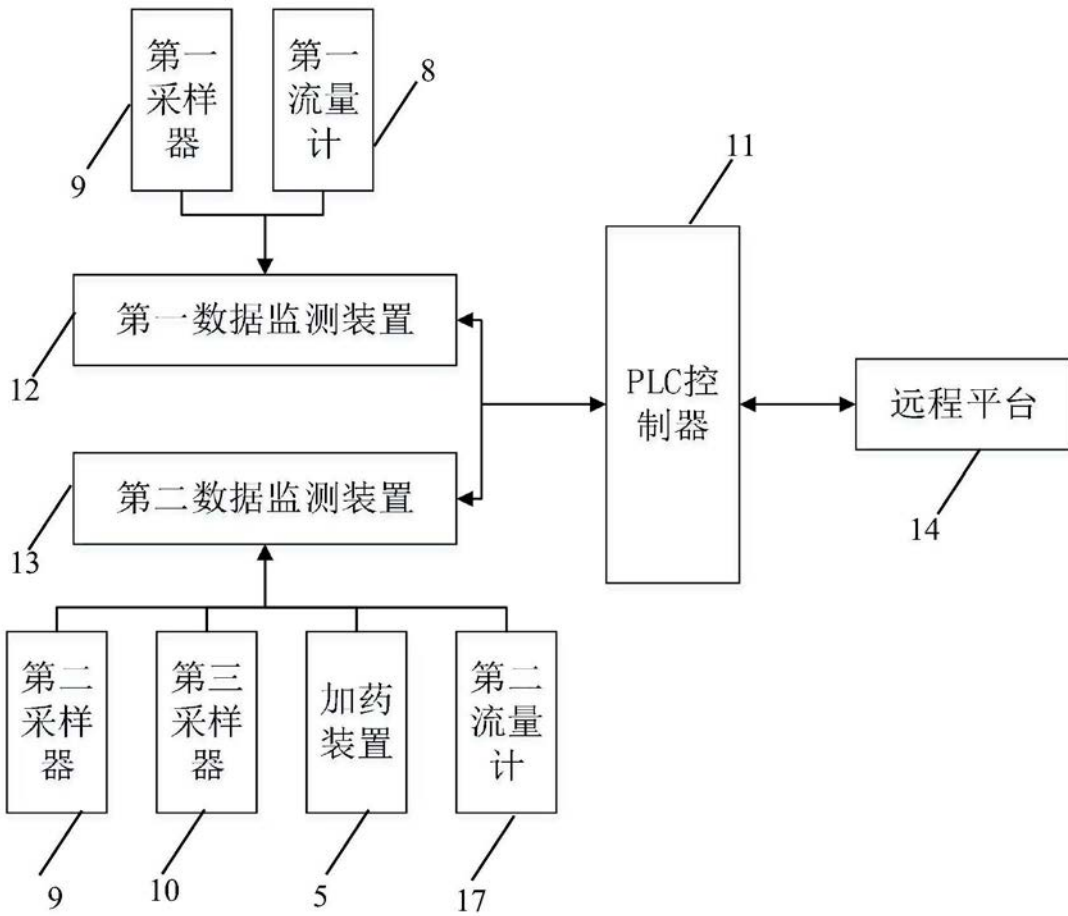 第一
采样
器
第一
流量
计
8
9
11
第一数据监测装置
12
PLC控
制器
远程平台
14
第二数据监测装置
13
第二
采样
器
第三
采样
器
加药
装置
第二
流量
计
9
10
5
17